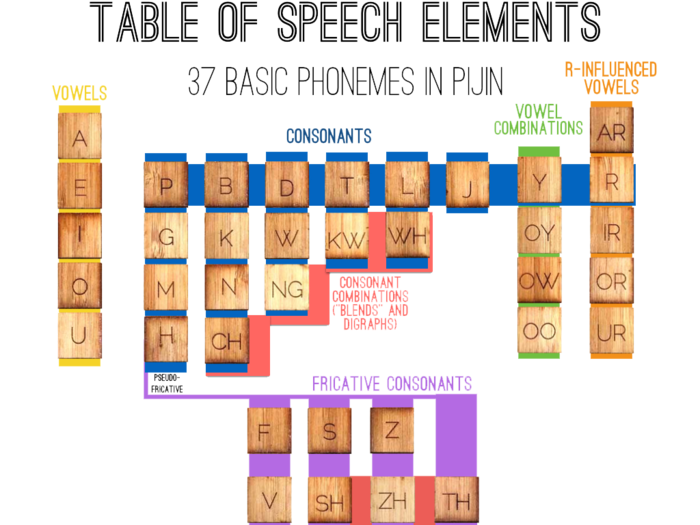 TABLE OF SPEECH ELEMENTS
37 BASIC PHONEMES IN PIJIN
VOWELS
A
E
I
O
U
CONSONANTS
P B D T L J
G K W KW WH
M N NG
H CH
CONSONANT
COMBINATIONS
("BLENDS" AND
DIGRAPHS)
VOWEL
COMBINATIONS
Y
OY
OW
OO
R-INFLUENCED
VOWELS
AR
R
IR
OR
UR
PSEUDO-
FRICATIVE
FRICATIVE CONSONANTS
F S Z
V SH ZH TH